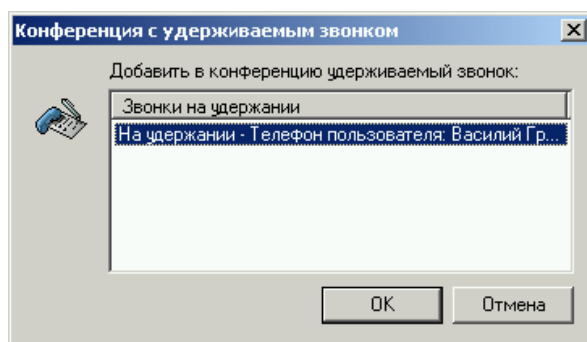 Конференция с удерживаемым звонком
Добавить в конференцию удерживаемый звонок:
Звонки на удержании
На удержании - Телефон пользователя: Василий Гр...
OK
Отмена